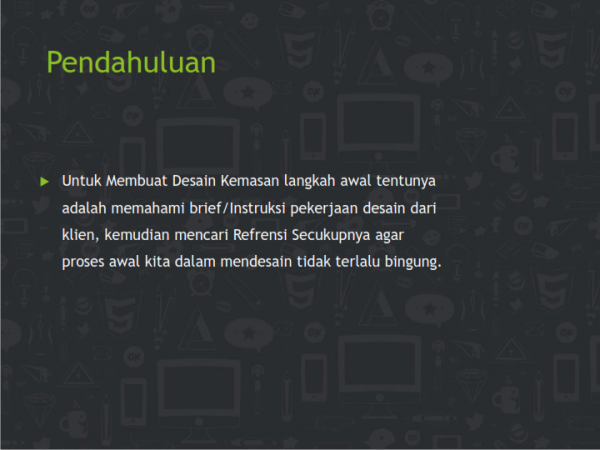 Pendahuluan
Untuk Membuat Desain Kemasan langkah awal tentunya
adalah memahami brief/Instruksi pekerjaan desain dari
klien, kemudian mencari Refrensi Secukupnya agar
proses awal kita dalam mendesain tidak terlalu bingung.